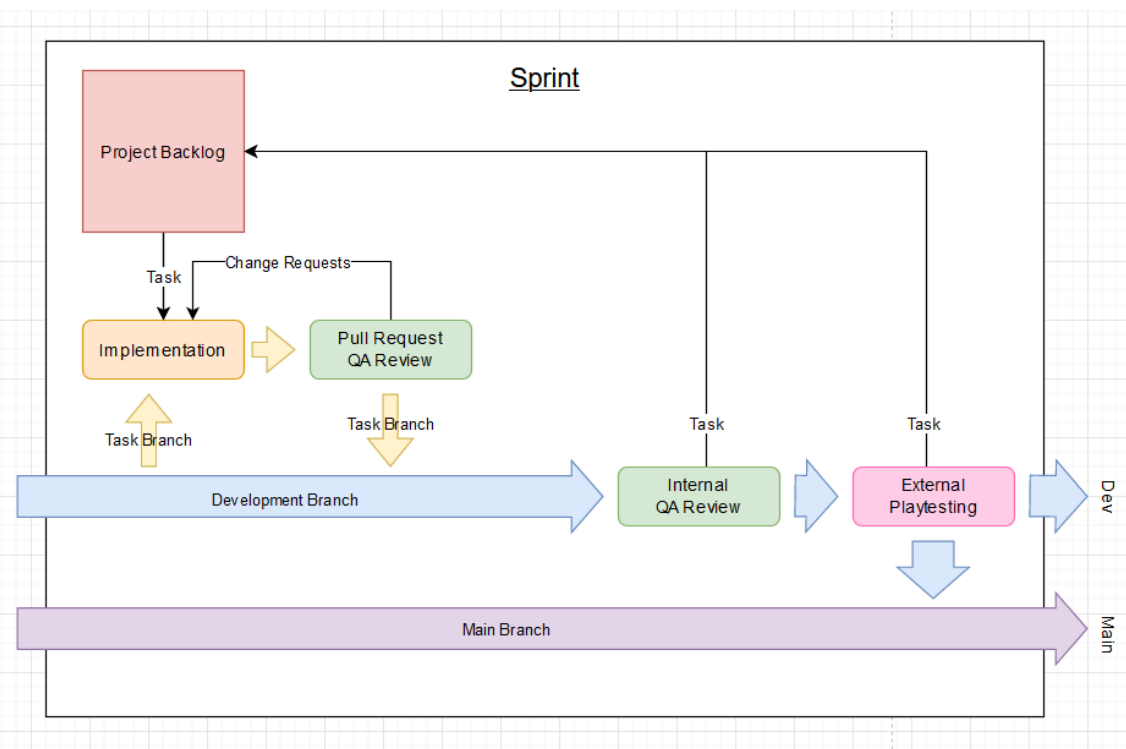 Sprint
Project Backlog
Task
Change Requests
Implementation
Pull Request
QA Review
Task Branch
Task Branch
Task
Task
Development Branch
Internal
QA Review
External
Playtesting
Dev
Main Branch
Main